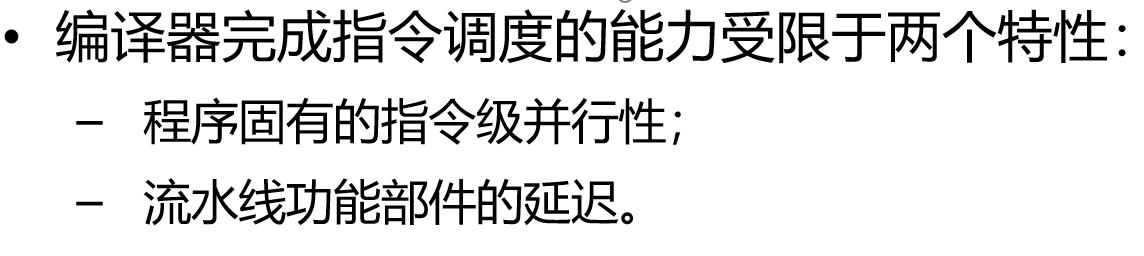 • 编译器完成指令调度的能力受限于两个特性：
– 程序固有的指令级并行性；
– 流水线功能部件的延迟。